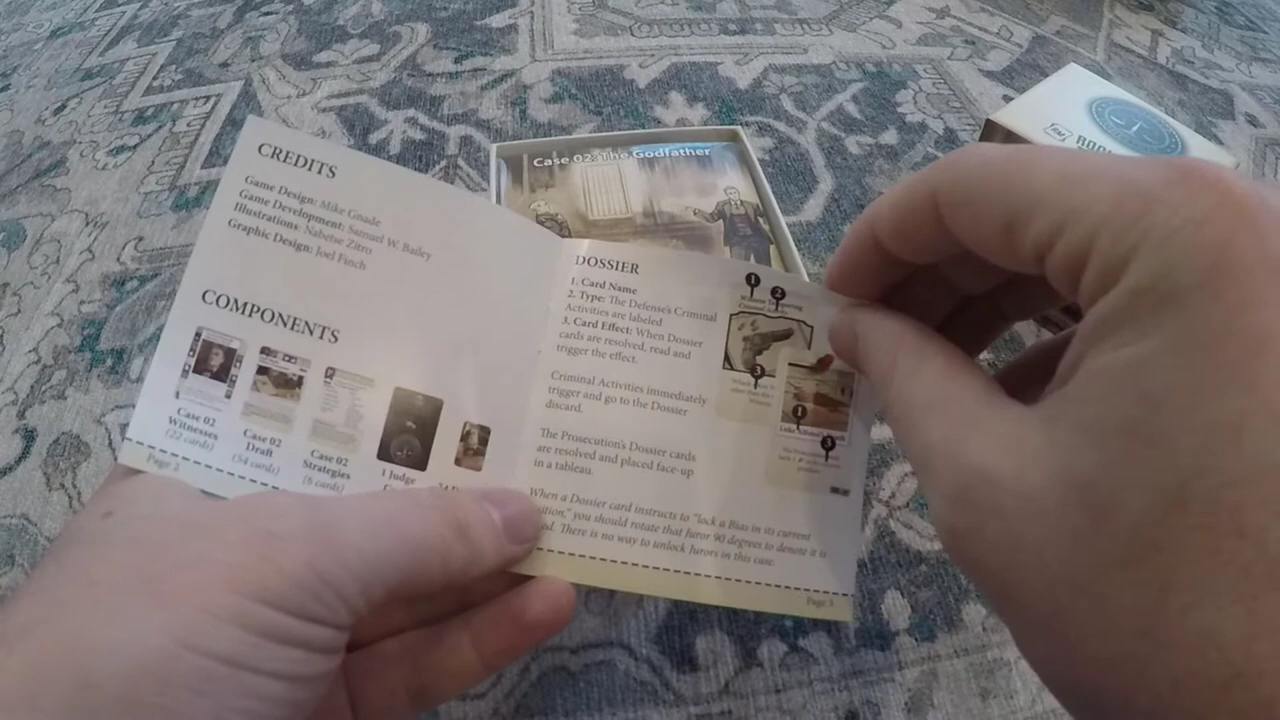 Case 02: The Godfather
CREDITS
Game Design: Mike Gnade
Game Development: Samuel W. Bailey
Illustrations: Nabetse Zitro
Graphic Design: Joel Finch
COMPONENTS
Case 02
Witnesses
(22 cards)
Case 02
Draft
(54 cards)
Case 02
Strategies
(6 cards)
1 Judge
Page 2
DOSSIER
1. Card Name
2. Type: The Defense's Criminal
Activities are labeled
3. Card Effect: When Dossier
cards are resolved, read and
trigger the effect.
Criminal Activities immediately
trigger and go to the Dossier
discard.
The Prosecution's Dossier cards
are resolved and placed face-up
in a tableau.
When a Dossier card instructs to "lock a Bias in its current
you should rotate that Juror 90 degrees to denote it is
There is no way to unlock Jurors in this case.
Page 3
1
2
3
1
3